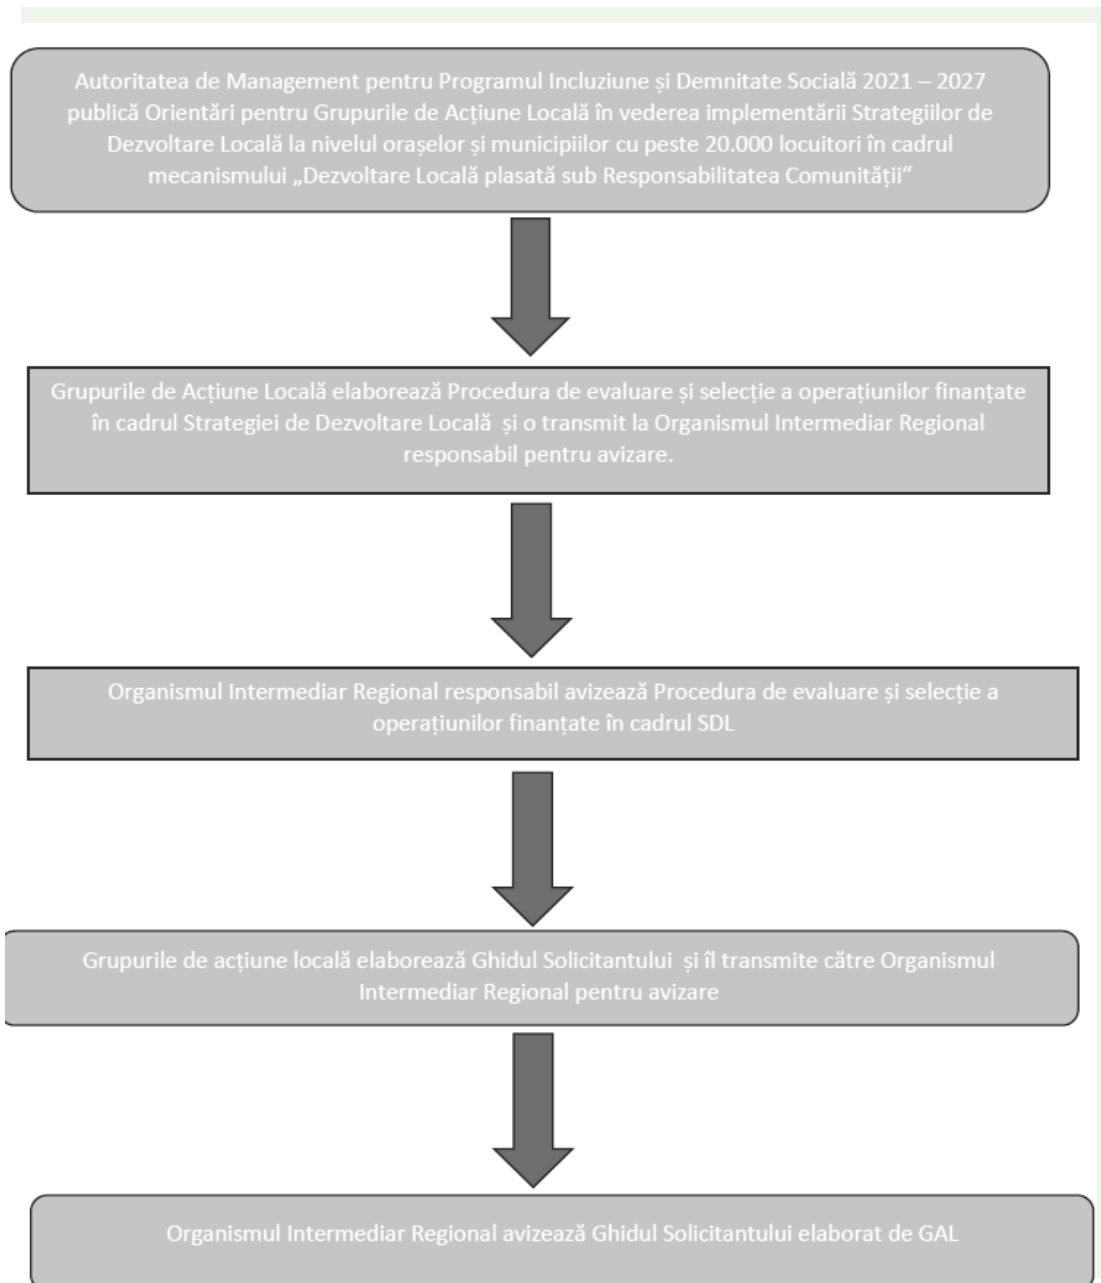 Autoritatea de Management pentru Programul Incluziune și Demnitate Socială 2021 – 2027
publică Orientări pentru Grupurile de Acțiune Locală în vederea implementării Strategiilor de
Dezvoltare Locală la nivelul orașelor și municipiilor cu peste 20.000 locuitori în cadrul
mecanismului „Dezvoltare Locală plasată sub Responsabilitatea Comunității“
Grupurile de Acțiune Locală elaborează Procedura de evaluare și selecție a operațiunilor finanțate
în cadrul Strategiei de Dezvoltare Locală și o transmit la Organismul Intermediar Regional
responsabil pentru avizare.
Organismul Intermediar Regional responsabil avizează Procedura de evaluare și selecție a
operațiunilor finanțate în cadrul SDL
Grupurile de acțiune locală elaborează Ghidul Solicitantului și îl transmite către Organismul
Intermediar Regional pentru avizare
Organismul Intermediar Regional avizează Ghidul Solicitantului elaborat de GAL